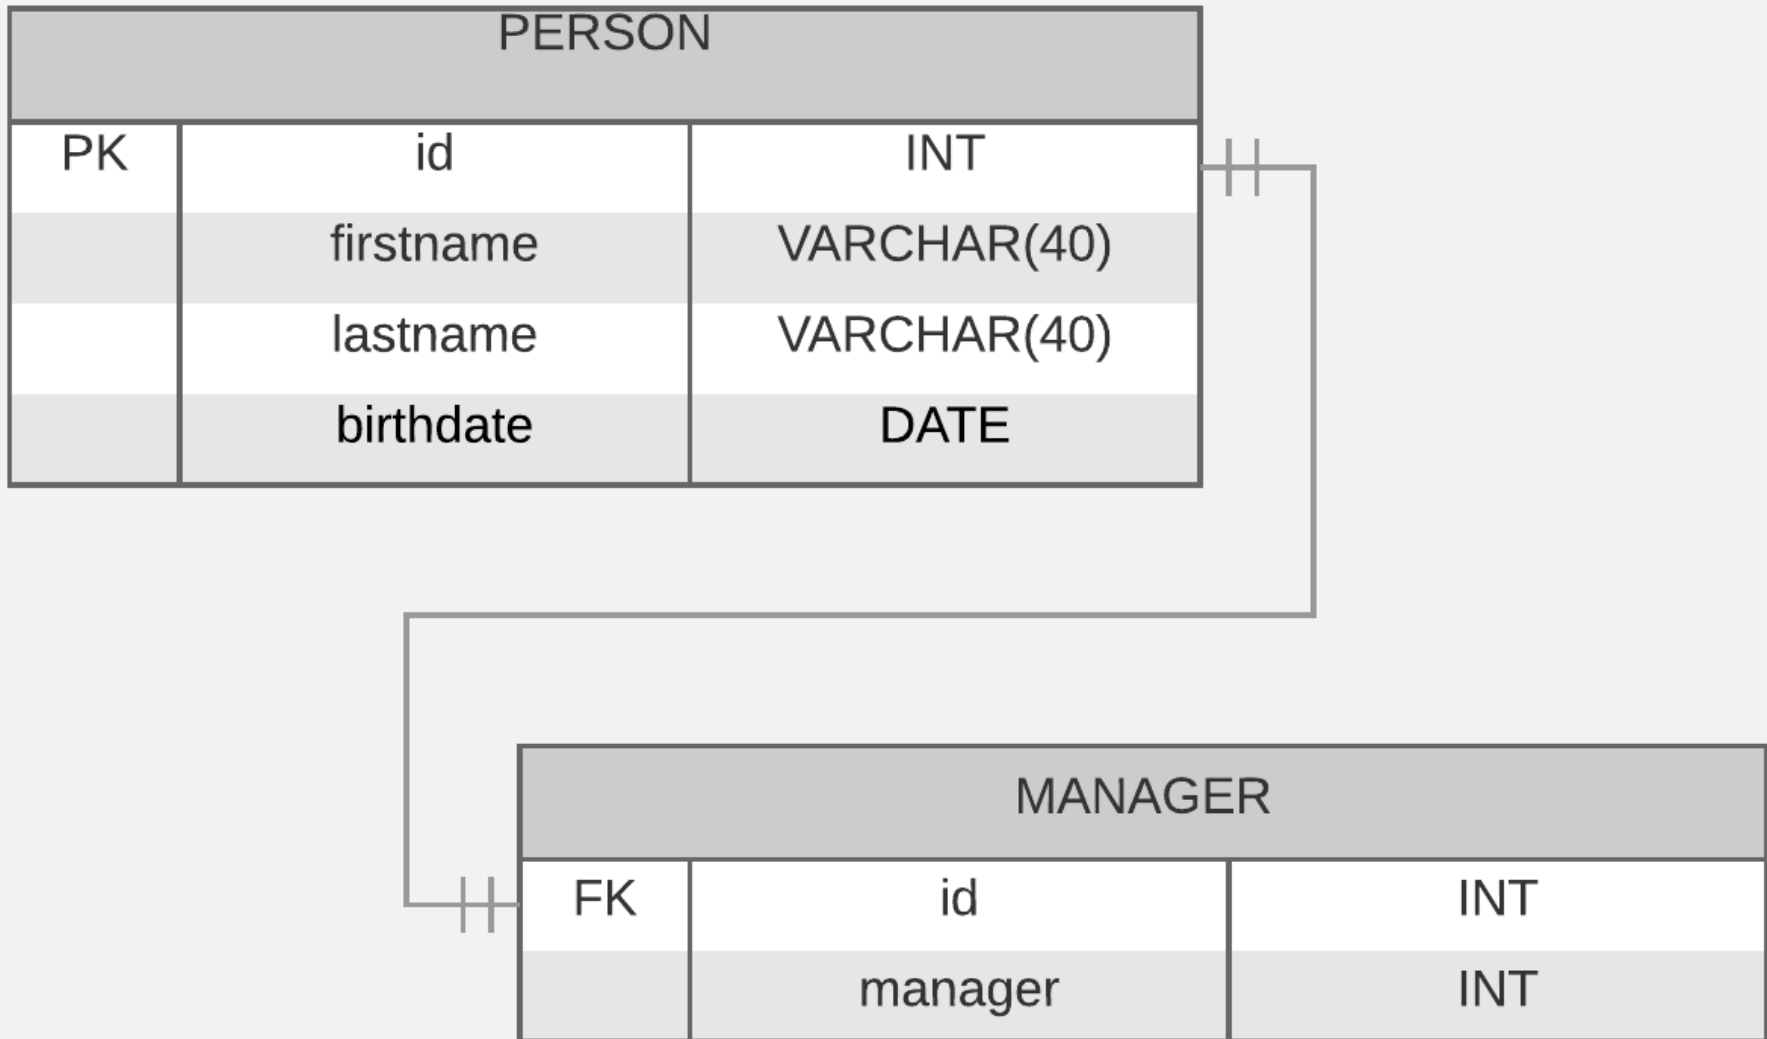 PERSON
PK id INT
firstname VARCHAR(40)
lastname VARCHAR(40)
birthdate DATE
MANAGER
FK id INT
manager INT